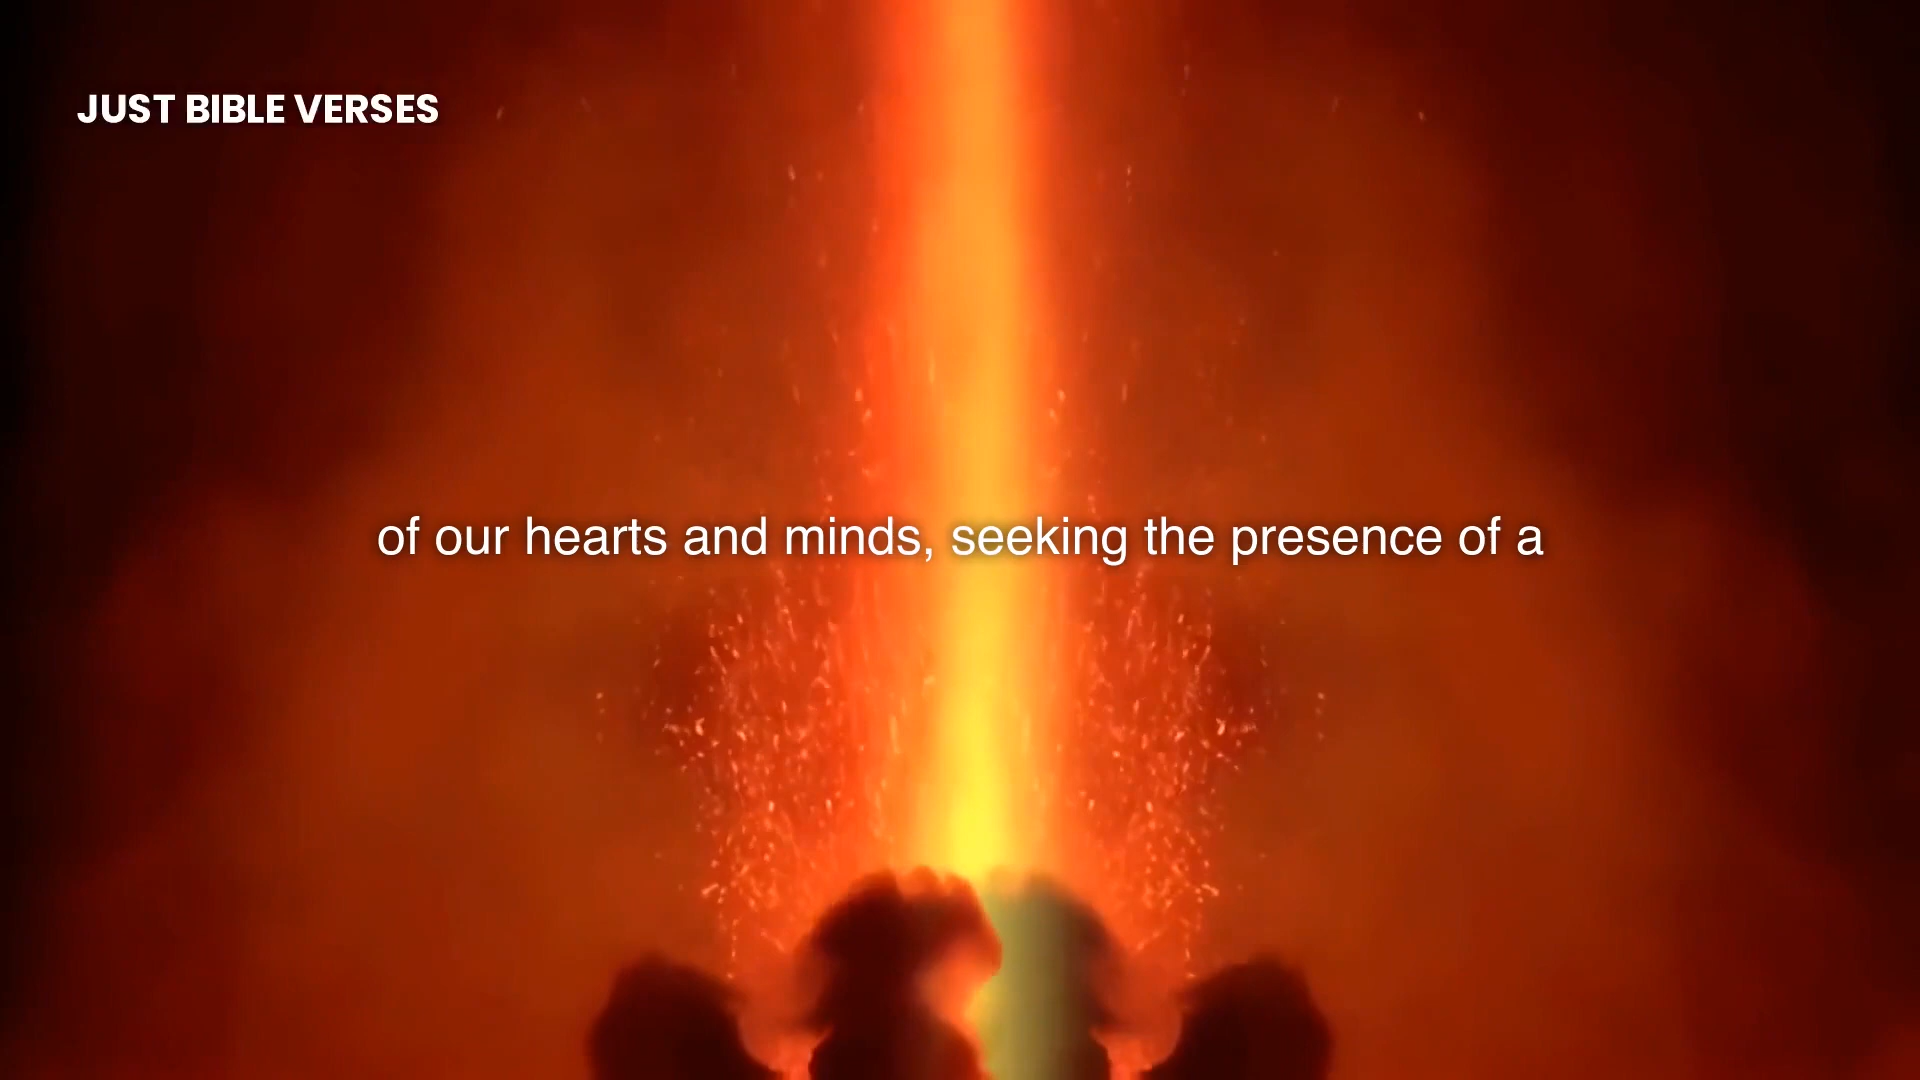 JUST BIBLE VERSES
of our hearts and minds, seeking the presence of a